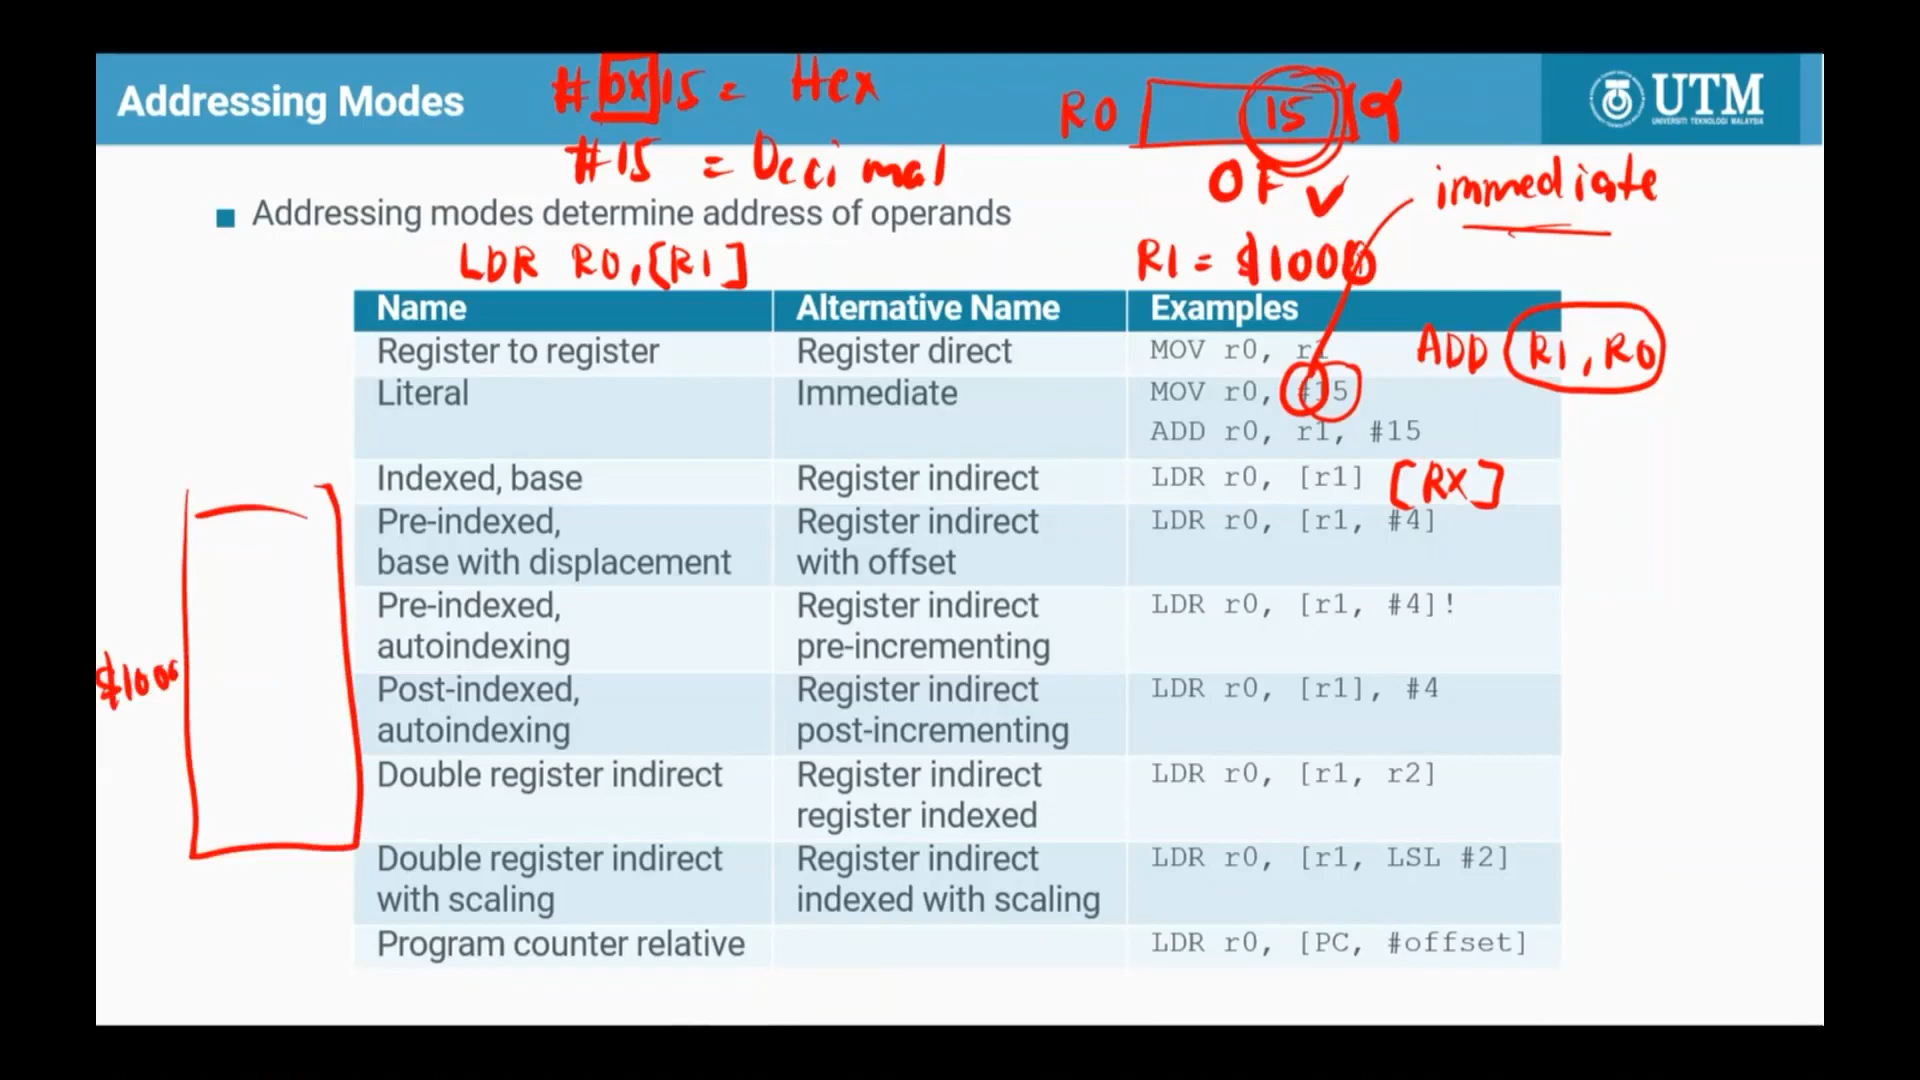 Addressing Modes
#0x15 = Hex
#15 = Decimal
R0 15
0F
immediate
UTM
UNIVERSITI TEKNOLOGI MALAYSIA
Addressing modes determine address of operands
LDR R0,[R1]
R1 = $1000
Name Alternative Name Examples
Register to register Register direct MOV r0, r1
ADD R1, R0
Literal Immediate MOV r0, #15
ADD r0, r1, #15
Indexed, base Register indirect LDR r0, [r1]
[RX]
Pre-indexed, Register indirect LDR r0, [r1, #4]
base with displacement with offset
Pre-indexed, Register indirect LDR r0, [r1, #4]!
autoindexing pre-incrementing
$1000
Post-indexed, Register indirect LDR r0, [r1], #4
autoindexing post-incrementing
Double register indirect Register indirect LDR r0, [r1, r2]
register indexed
Double register indirect Register indirect LDR r0, [r1, LSL #2]
with scaling indexed with scaling
Program counter relative LDR r0, [PC, #offset]